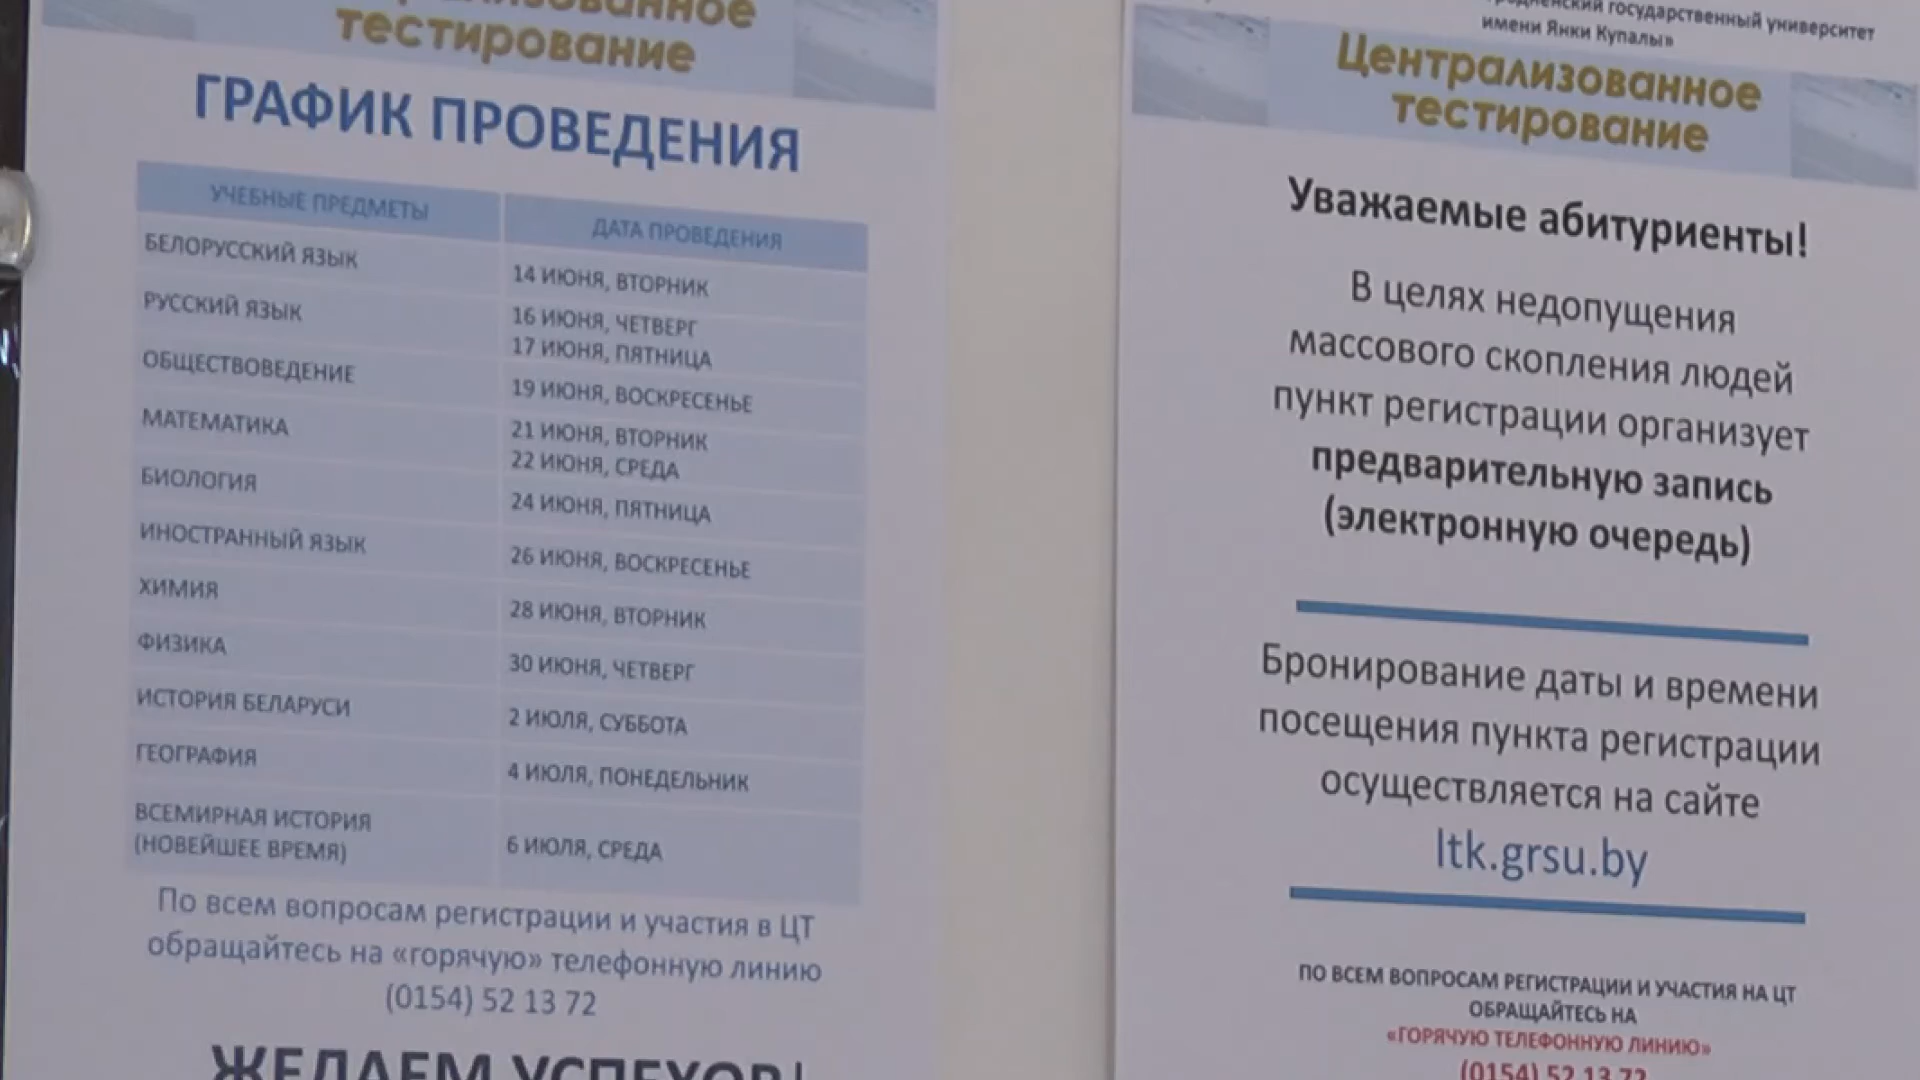 тестирование
ГРАФИК ПРОВЕДЕНИЯ
УЧЕБНЫЕ ПРЕДМЕТЫ
ДАТА ПРОВЕДЕНИЯ
БЕЛОРУССКИЙ ЯЗЫК
14 ИЮНЯ, ВТОРНИК
РУССКИЙ ЯЗЫК
16 ИЮНЯ, ЧЕТВЕРГ
17 ИЮНЯ, ПЯТНИЦА
ОБЩЕСТВОВЕДЕНИЕ
19 ИЮНЯ, ВОСКРЕСЕНЬЕ
МАТЕМАТИКА
21 ИЮНЯ, ВТОРНИК
22 ИЮНЯ, СРЕДА
БИОЛОГИЯ
24 ИЮНЯ, ПЯТНИЦА
ИНОСТРАННЫЙ ЯЗЫК
26 ИЮНЯ, ВОСКРЕСЕНЬЕ
ХИМИЯ
28 ИЮНЯ, ВТОРНИК
ФИЗИКА
30 ИЮНЯ, ЧЕТВЕРГ
ИСТОРИЯ БЕЛАРУСИ
2 ИЮЛЯ, СУББОТА
ГЕОГРАФИЯ
4 ИЮЛЯ, ПОНЕДЕЛЬНИК
ВСЕМИРНАЯ ИСТОРИЯ
(НОВЕЙШЕЕ ВРЕМЯ)
6 ИЮЛЯ, СРЕДА
По всем вопросам регистрации и участия в ЦТ
обращайтесь на «горячую» телефонную линию
(0154) 52 13 72
ЖЕЛАЕМ УСПЕХОВ!
государственный университет
имени Янки Купалы»
Централизованное
тестирование
Уважаемые абитуриенты!
В целях недопущения
массового скопления людей
пункт регистрации организует
предварительную запись
(электронную очередь)
Бронирование даты и времени
посещения пункта регистрации
осуществляется на сайте
ltk.grsu.by
ПО ВСЕМ ВОПРОСАМ РЕГИСТРАЦИИ И УЧАСТИЯ НА ЦТ
ОБРАЩАЙТЕСЬ НА
«ГОРЯЧУЮ ТЕЛЕФОННУЮ ЛИНИЮ»
(0154) 52 13 72